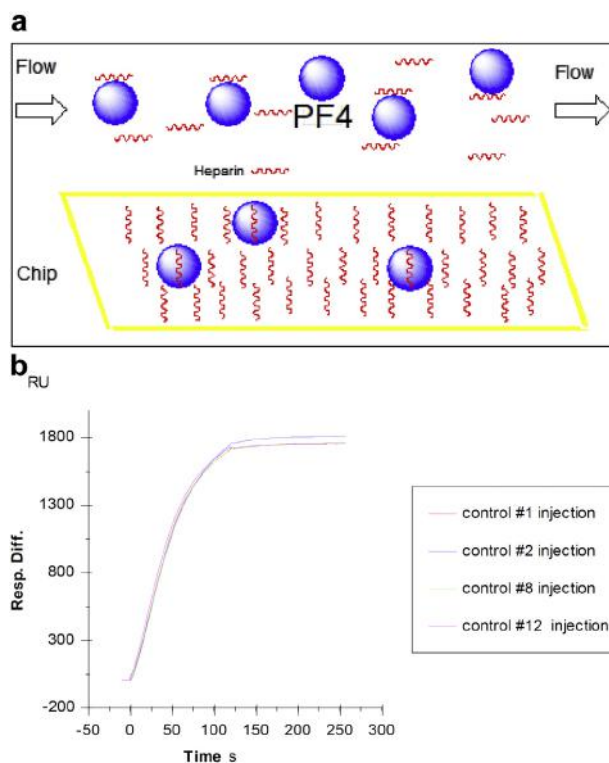 a
Flow
Flow
PF4
Heparin
Chip
b
RU
1800
1300
800
300
-200
Resp. Diff.
-50 0 50 100 150 200 250 300
Time s
control #1 injection
control #2 injection
control #8 injection
control #12 injection